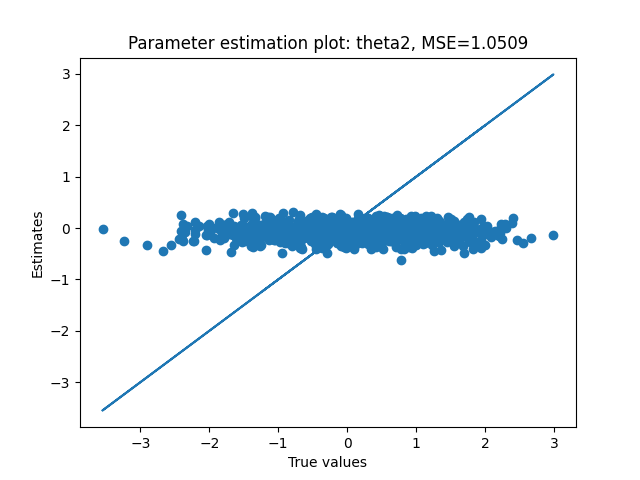 Parameter estimation plot: theta2, MSE=1.0509
3
2
1
0
−1
−2
−3
Estimates
−3 −2 −1 0 1 2 3
True values